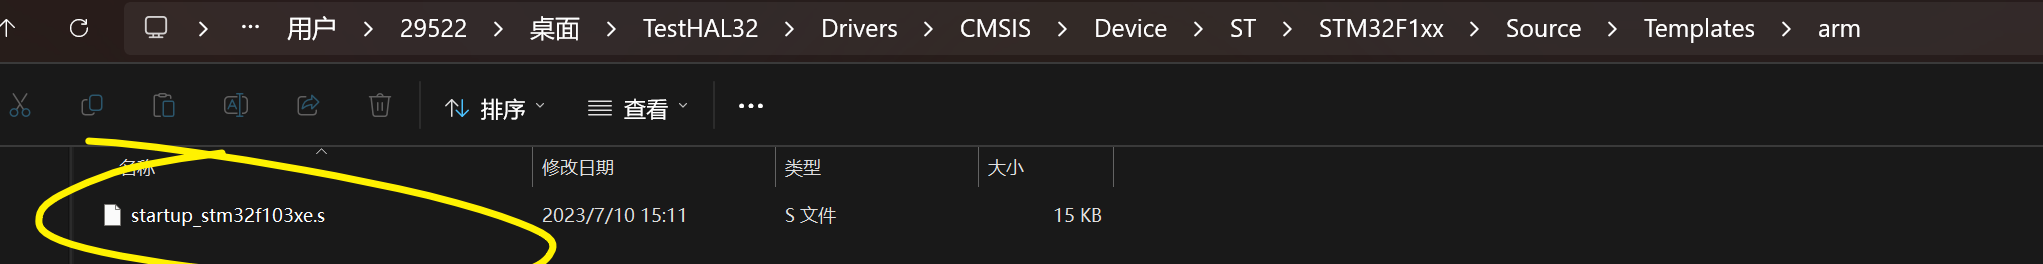 ··· 用户 29522 桌面 TestHAL32 Drivers CMSIS Device ST STM32F1xx Source Templates arm
排序 查看 ···
名称 修改日期 类型 大小
startup_stm32f103xe.s 2023/7/10 15:11 S 文件 15 KB